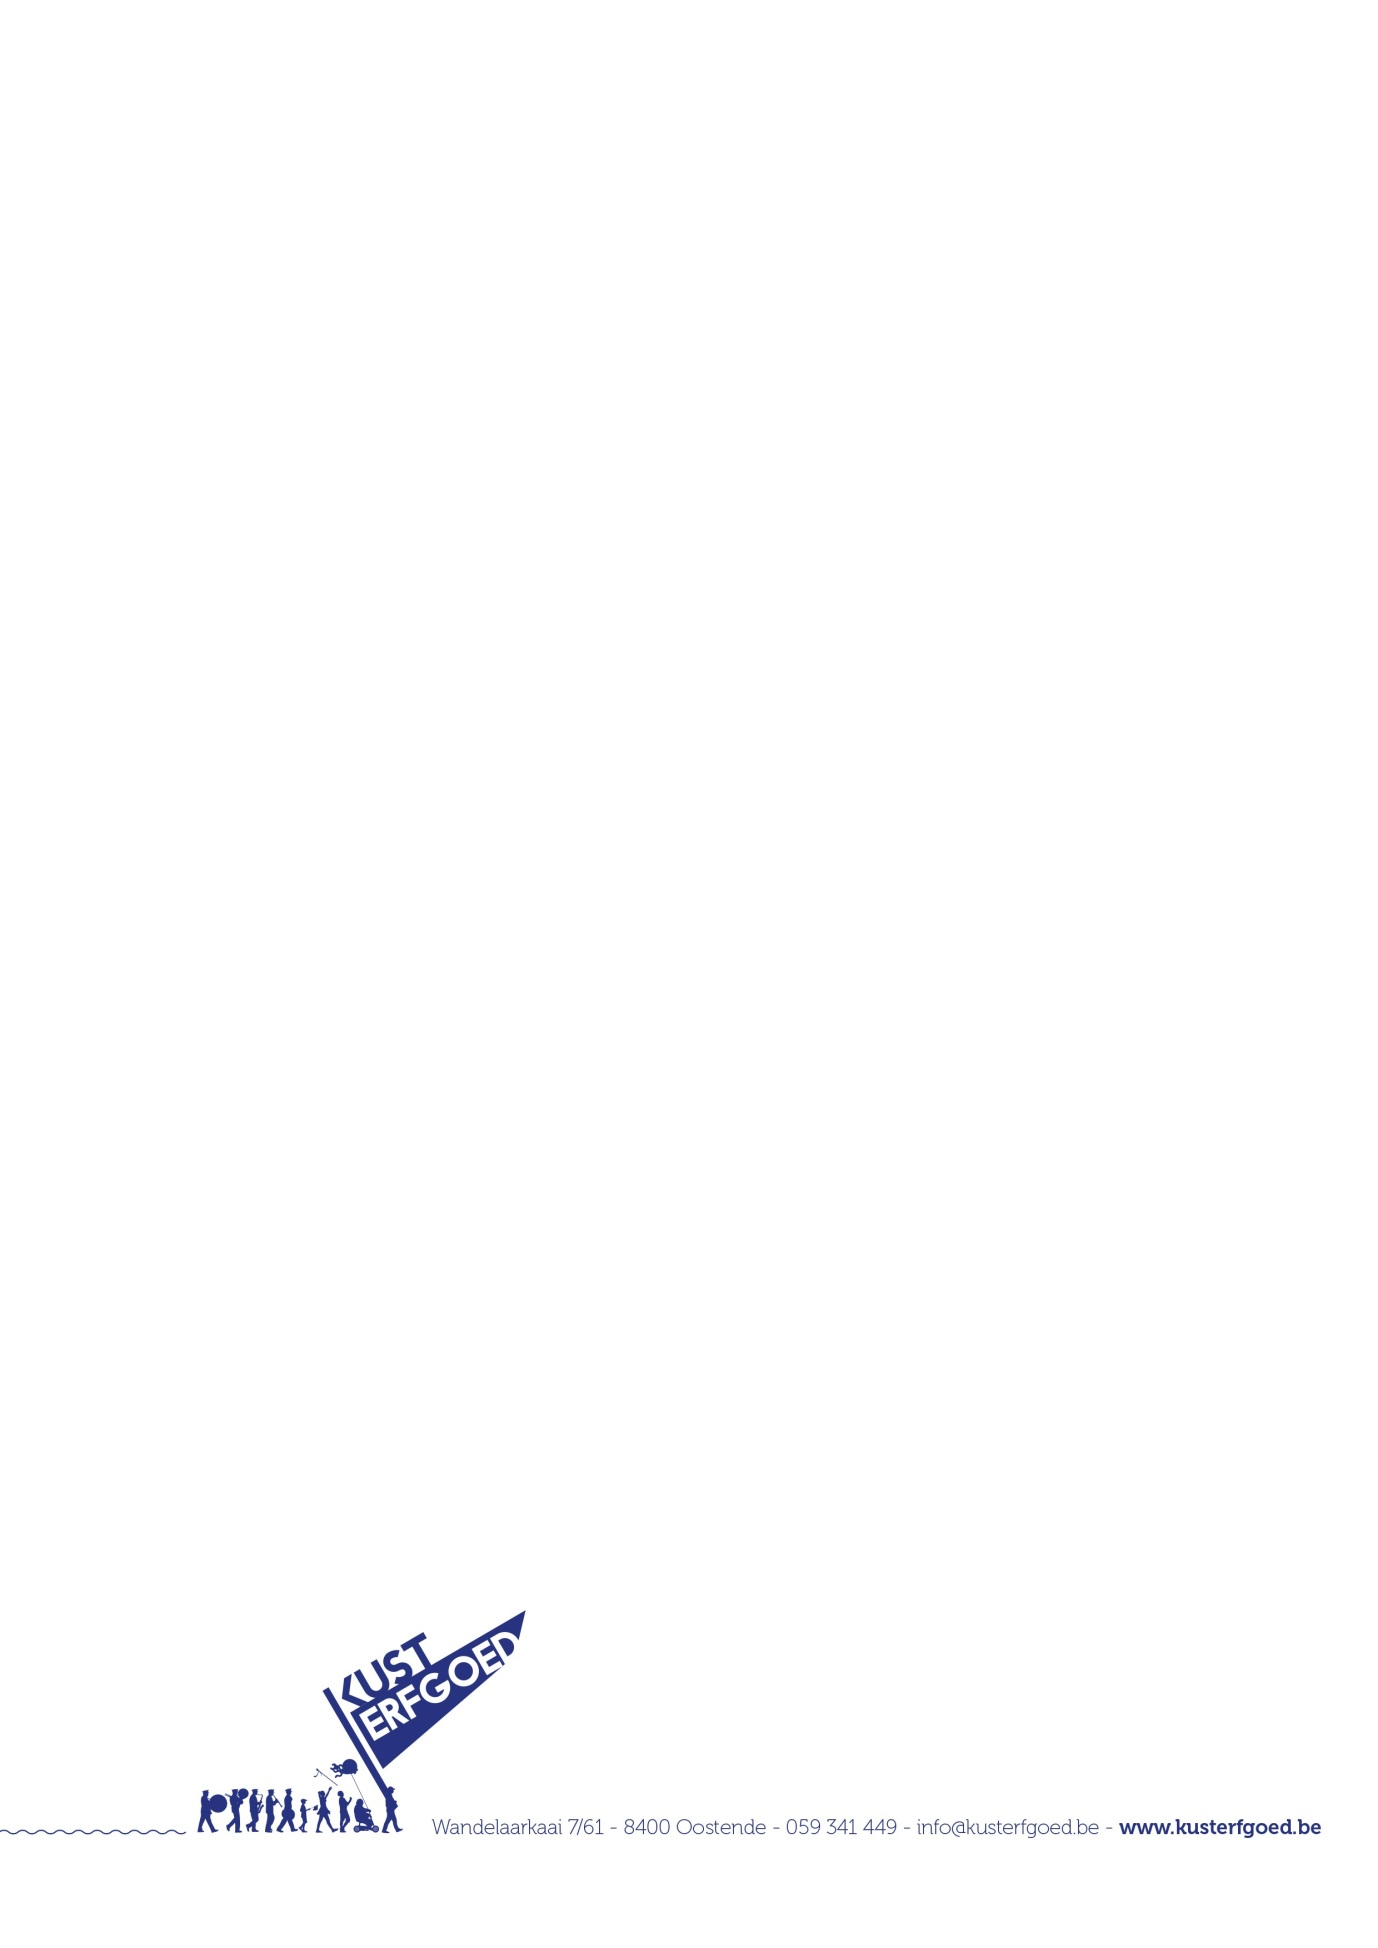 KUST
ERFGOED
Wandelaarkaai 7/61 - 8400 Oostende - 059 341 449 - info@kusterfgoed.be - www.kusterfgoed.be